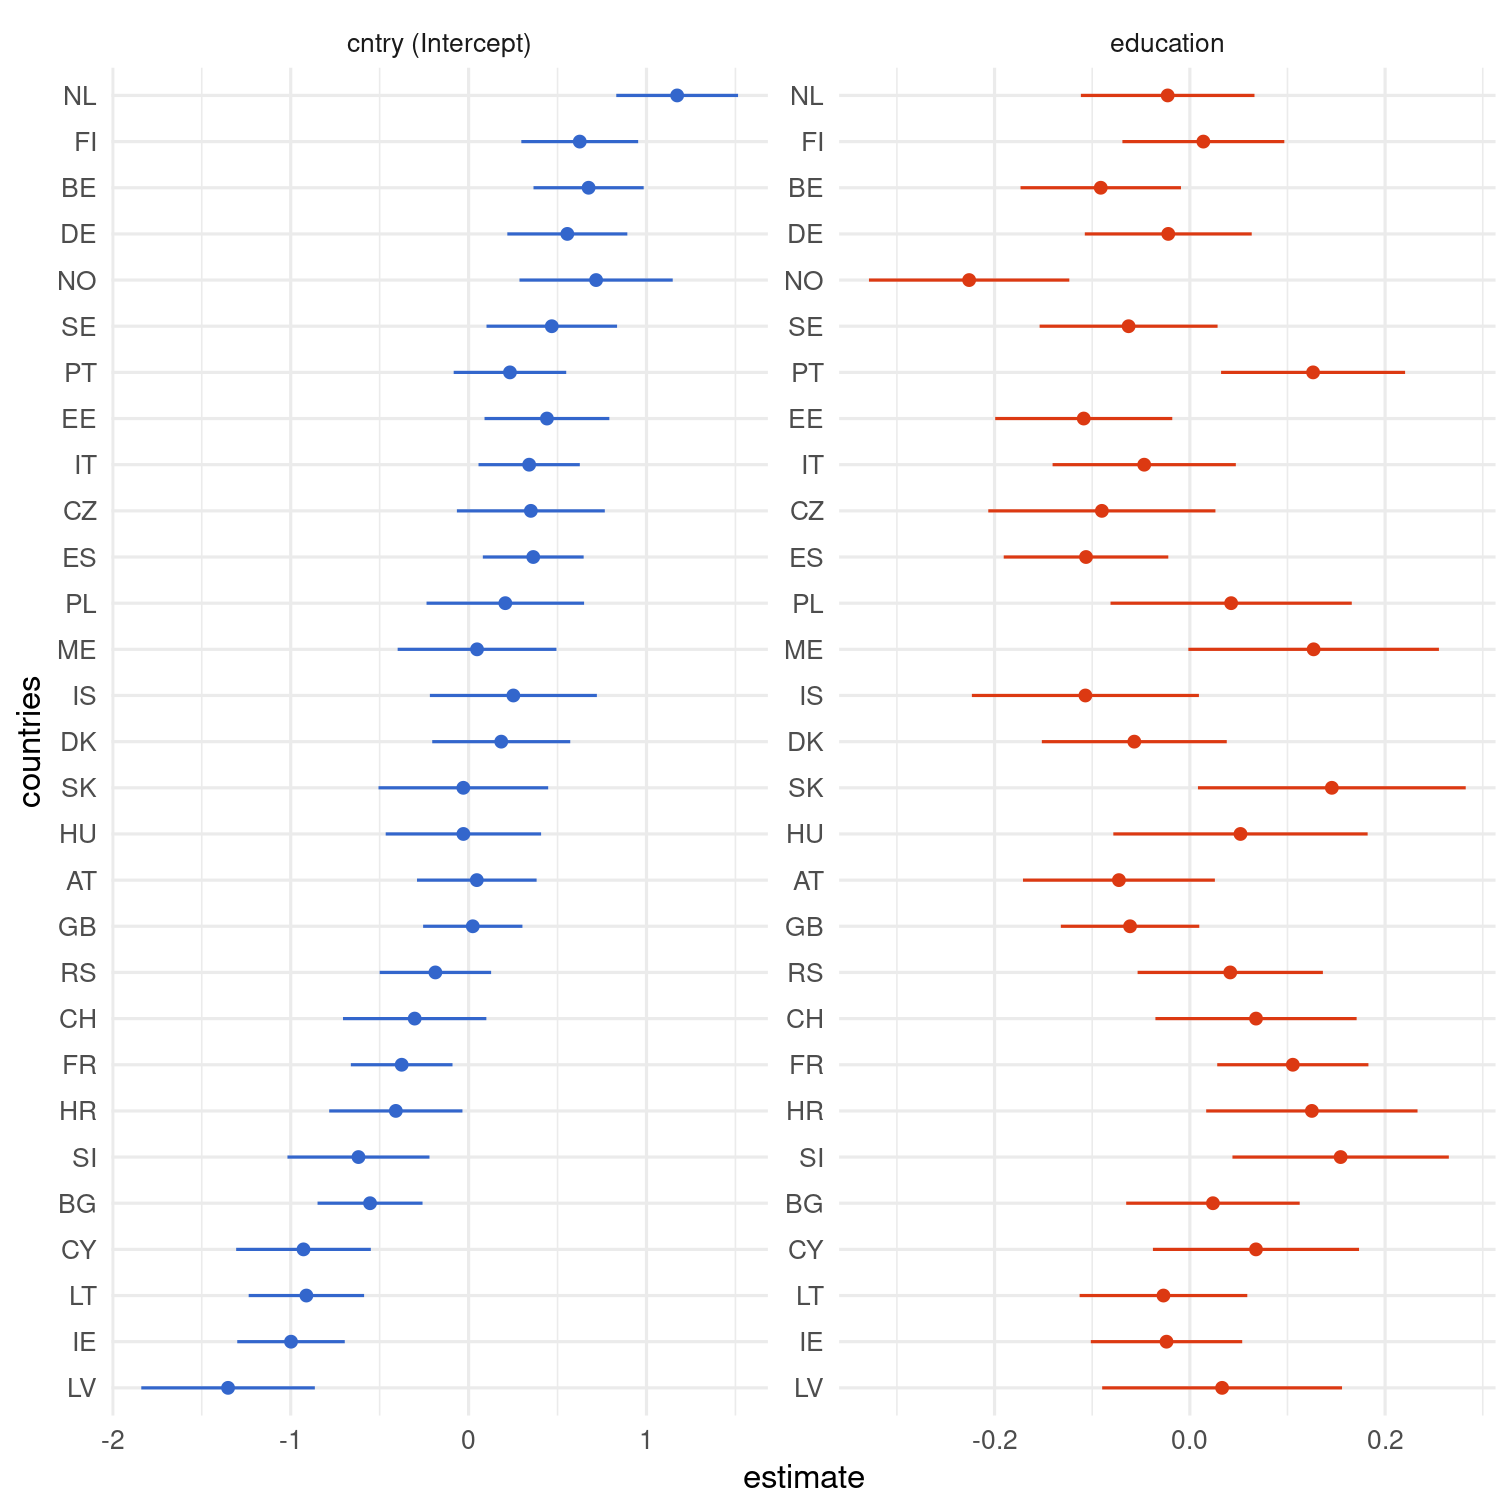 cntry (Intercept) education
NL NL
FI FI
BE BE
DE DE
NO NO
SE SE
PT PT
EE EE
IT IT
CZ CZ
ES ES
PL PL
ME ME
IS IS
DK DK
SK SK
HU HU
AT AT
GB GB
RS RS
CH CH
FR FR
HR HR
SI SI
BG BG
CY CY
LT LT
IE IE
LV LV
countries
-2 -1 0 1 -0.2 0.0 0.2
estimate